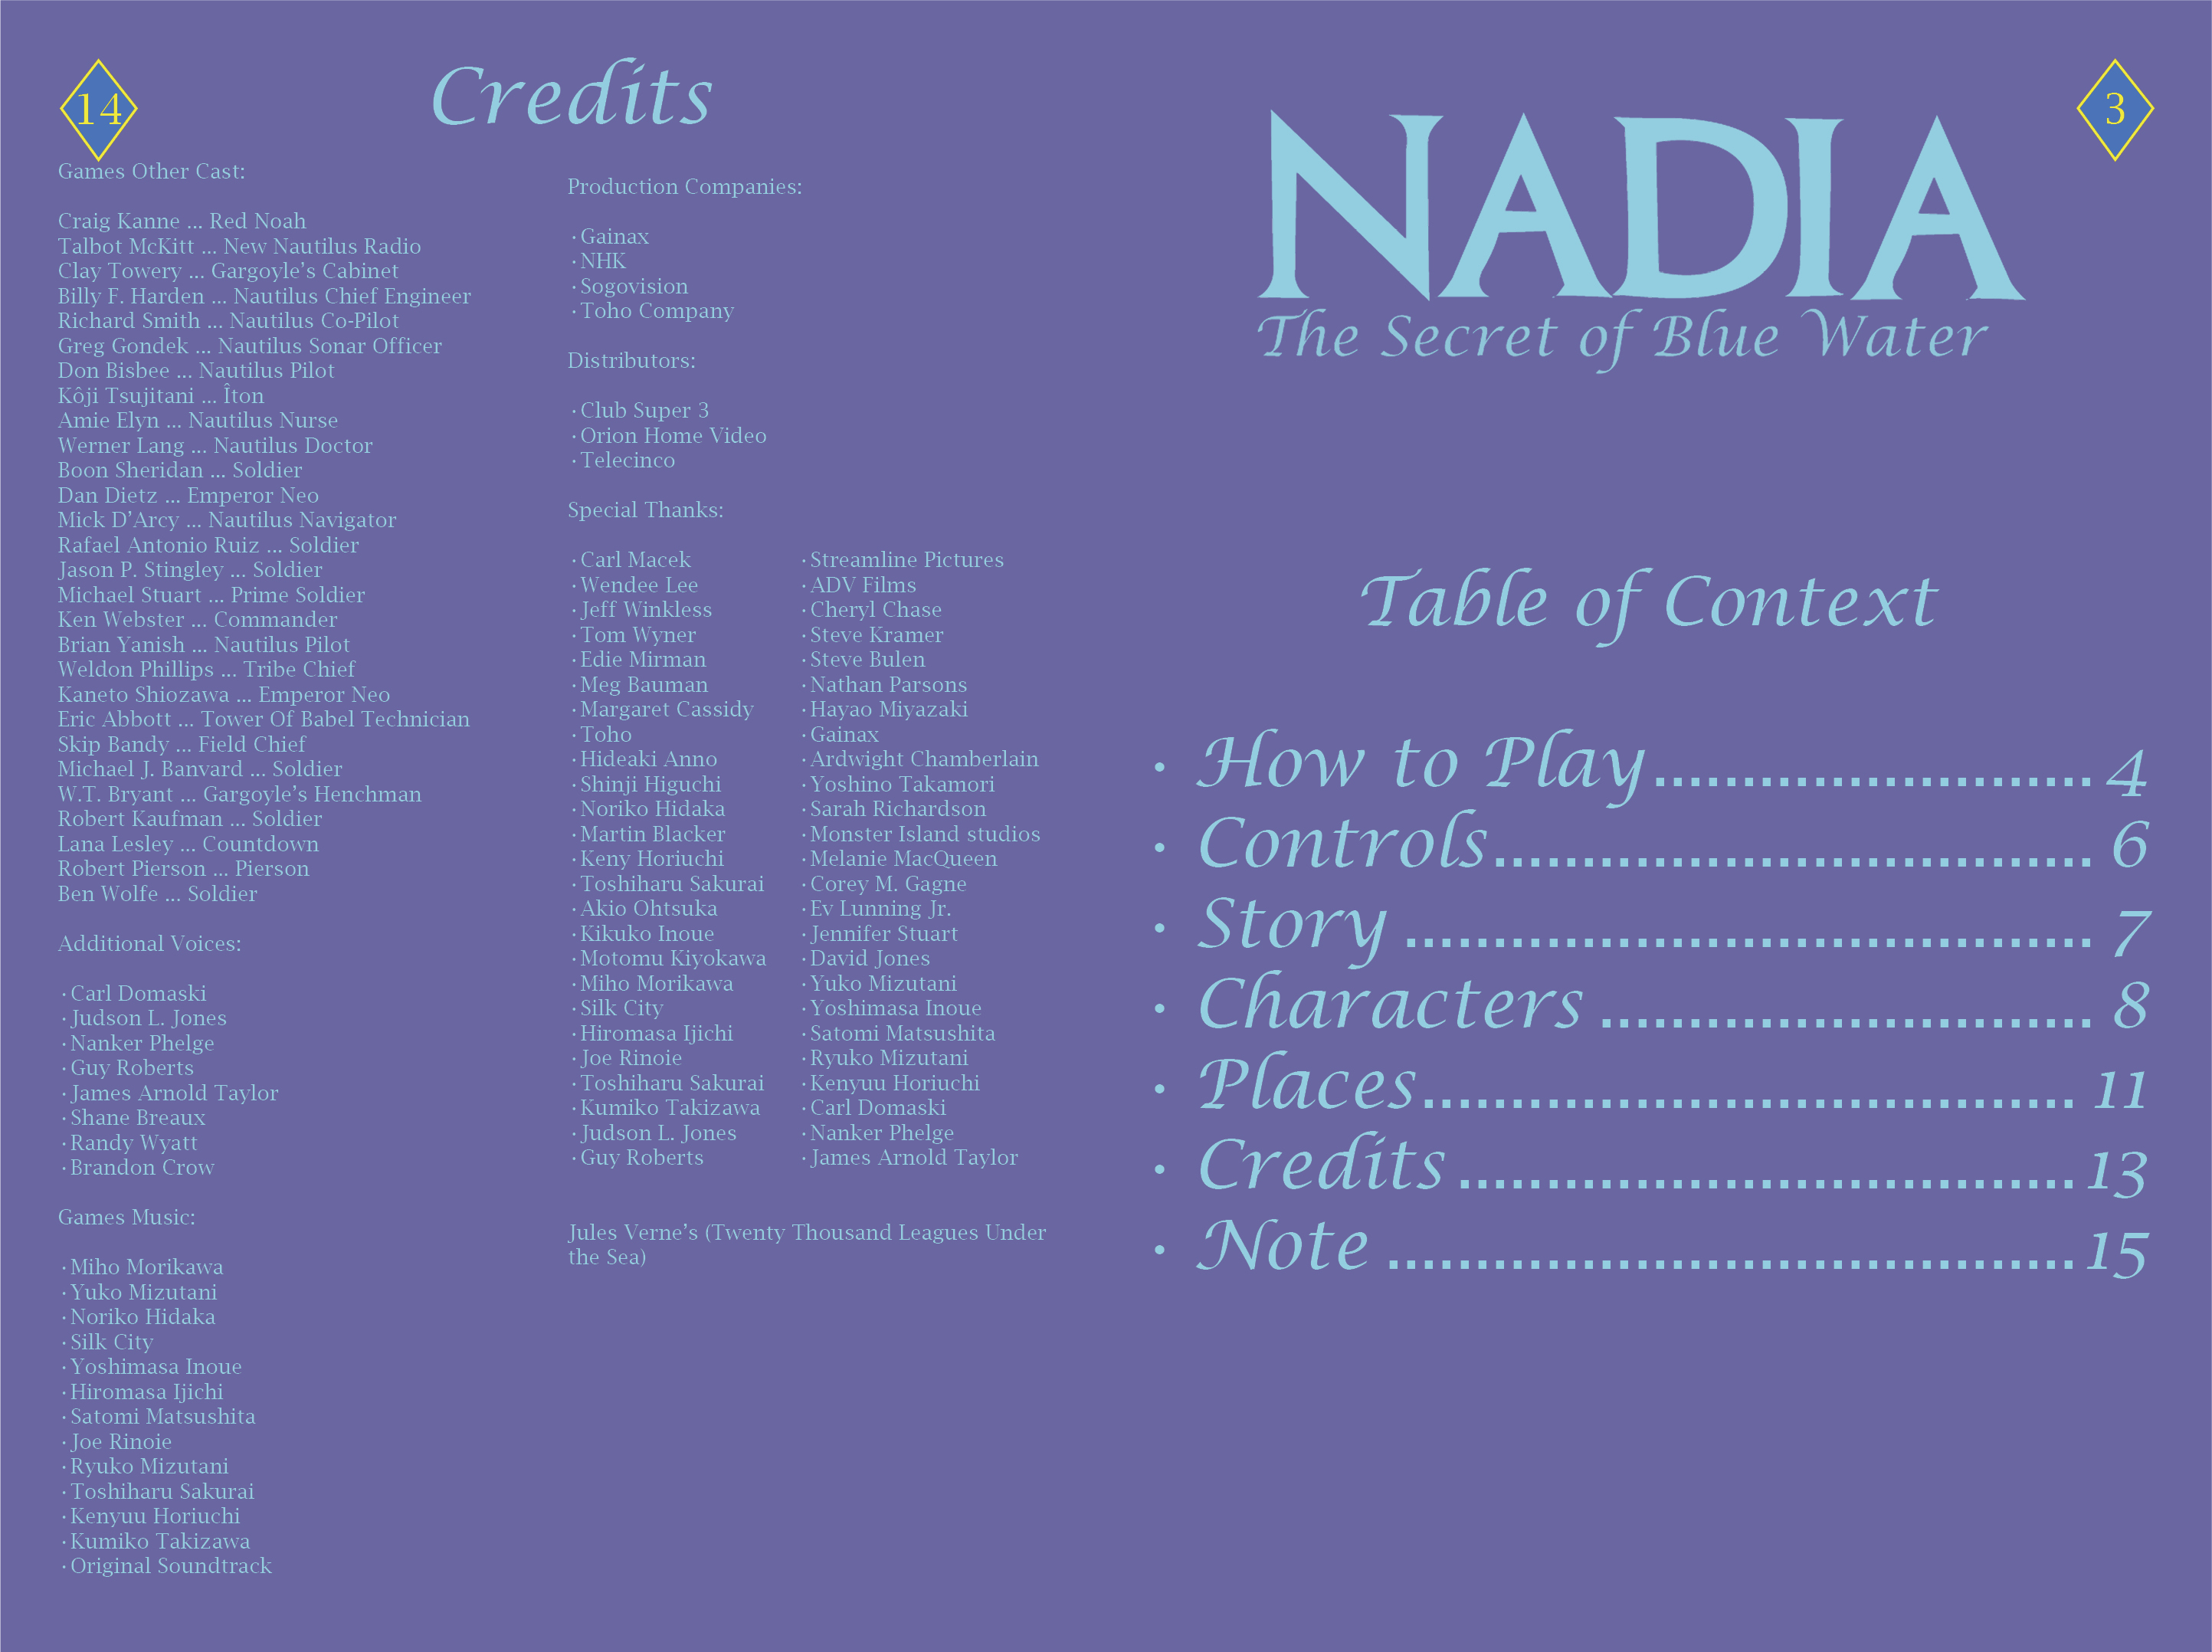 14
Credits
Games Other Cast:
Craig Kanne ... Red Noah
Talbot McKitt ... New Nautilus Radio
Clay Towery ... Gargoyle's Cabinet
Billy F. Harden ... Nautilus Chief Engineer
Richard Smith ... Nautilus Co-Pilot
Greg Gondek ... Nautilus Sonar Officer
Don Bisbee ... Nautilus Pilot
Kôji Tsujitani ... Îton
Amie Elyn ... Nautilus Nurse
Werner Lang ... Nautilus Doctor
Boon Sheridan ... Soldier
Dan Dietz ... Emperor Neo
Mick D'Arcy ... Nautilus Navigator
Rafael Antonio Ruiz ... Soldier
Jason P. Stingley ... Soldier
Michael Stuart ... Prime Soldier
Ken Webster ... Commander
Brian Yanish ... Nautilus Pilot
Weldon Phillips ... Tribe Chief
Kaneto Shiozawa ... Emperor Neo
Eric Abbott ... Tower Of Babel Technician
Skip Bandy ... Field Chief
Michael J. Banvard ... Soldier
W.T. Bryant ... Gargoyle's Henchman
Robert Kaufman ... Soldier
Lana Lesley ... Countdown
Robert Pierson ... Pierson
Ben Wolfe ... Soldier
Additional Voices:
·Carl Domaski
·Judson L. Jones
·Nanker Phelge
·Guy Roberts
·James Arnold Taylor
·Shane Breaux
·Randy Wyatt
·Brandon Crow
Games Music:
·Miho Morikawa
·Yuko Mizutani
·Noriko Hidaka
·Silk City
·Yoshimasa Inoue
·Hiromasa Ijichi
·Satomi Matsushita
·Joe Rinoie
·Ryuko Mizutani
·Toshiharu Sakurai
·Kenyuu Horiuchi
·Kumiko Takizawa
·Original Soundtrack
Production Companies:
·Gainax
·NHK
·Sogovision
·Toho Company
Distributors:
·Club Super 3
·Orion Home Video
·Telecinco
Special Thanks:
·Carl Macek
·Wendee Lee
·Jeff Winkless
·Tom Wyner
·Edie Mirman
·Meg Bauman
·Margaret Cassidy
·Toho
·Hideaki Anno
·Shinji Higuchi
·Noriko Hidaka
·Martin Blacker
·Keny Horiuchi
·Toshiharu Sakurai
·Akio Ohtsuka
·Kikuko Inoue
·Motomu Kiyokawa
·Miho Morikawa
·Silk City
·Hiromasa Ijichi
·Joe Rinoie
·Toshiharu Sakurai
·Kumiko Takizawa
·Judson L. Jones
·Guy Roberts
·Streamline Pictures
·ADV Films
·Cheryl Chase
·Steve Kramer
·Steve Bulen
·Nathan Parsons
·Hayao Miyazaki
·Gainax
·Ardwight Chamberlain
·Yoshino Takamori
·Sarah Richardson
·Monster Island studios
·Melanie MacQueen
·Corey M. Gagne
·Ev Lunning Jr.
·Jennifer Stuart
·David Jones
·Yuko Mizutani
·Yoshimasa Inoue
·Satomi Matsushita
·Ryuko Mizutani
·Kenyuu Horiuchi
·Carl Domaski
·Nanker Phelge
·James Arnold Taylor
Jules Verne's (Twenty Thousand Leagues Under
the Sea)
3
NADIA
The Secret of Blue Water
Table of Context
· How to Play......................... 4
· Controls.................................. 6
· Story ....................................... 7
· Characters ............................ 8
· Places..................................... 11
· Credits ................................... 13
· Note ....................................... 15